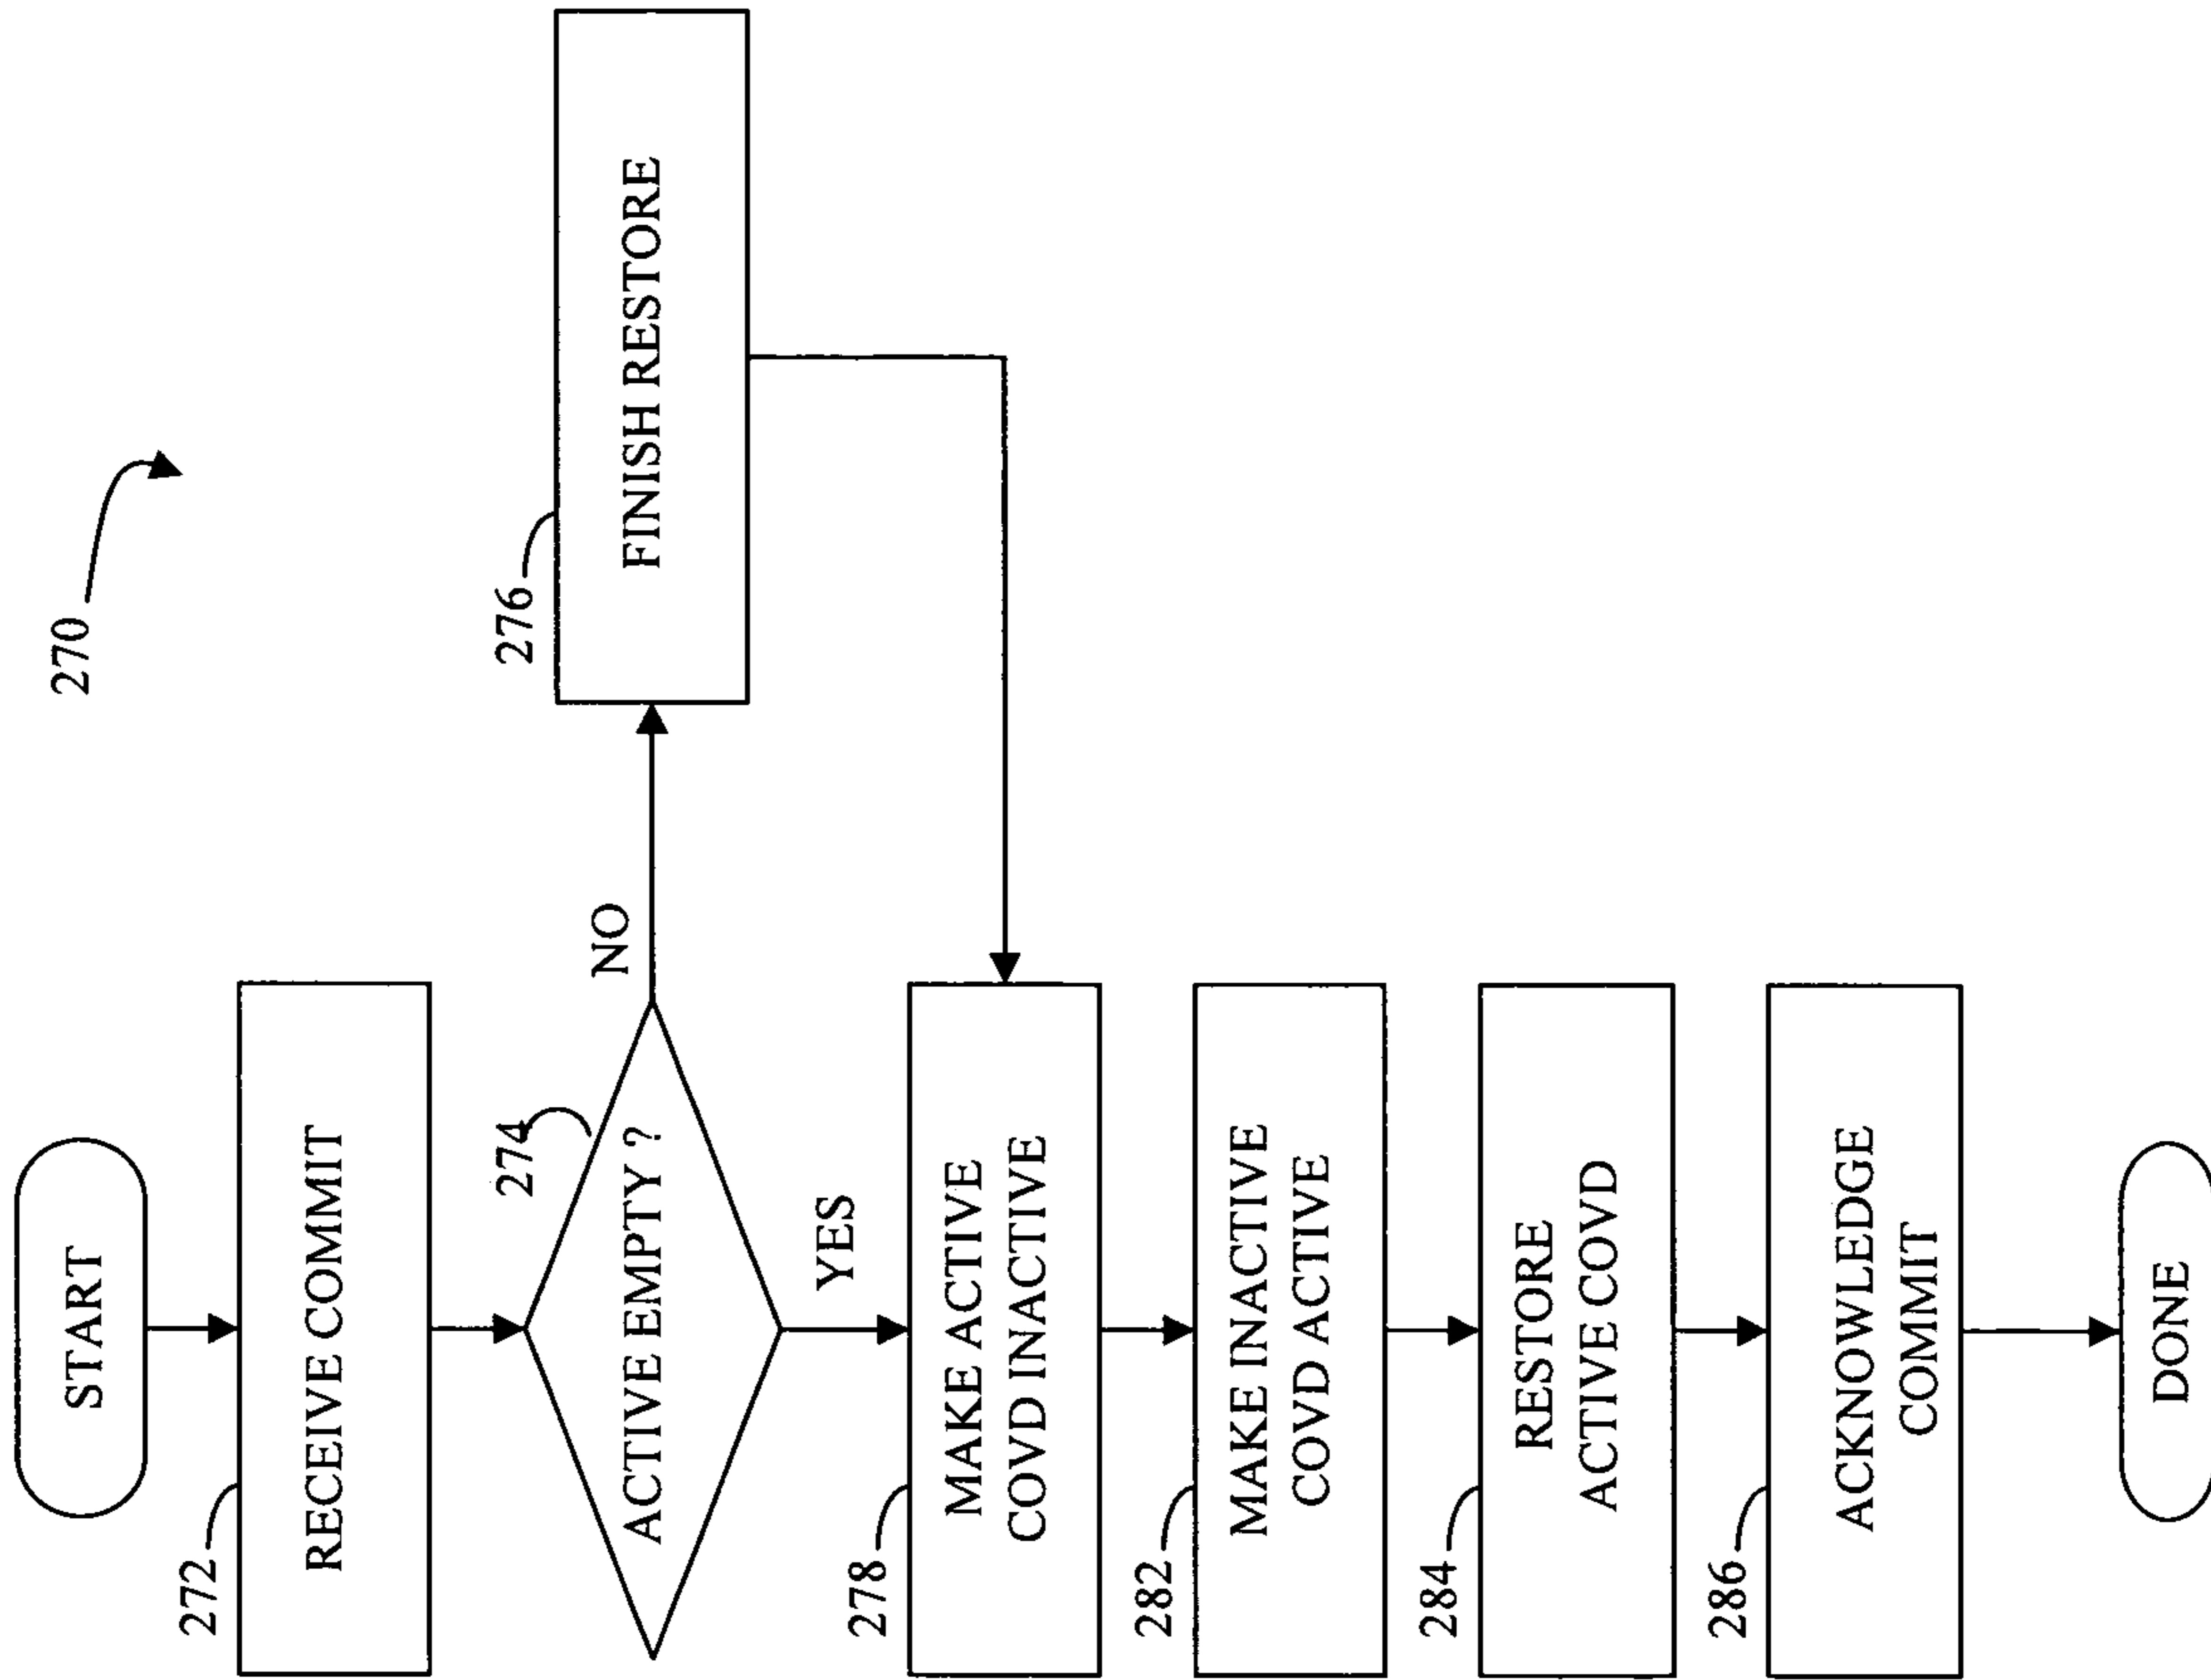 270
START
272
RECEIVE COMMIT
274
ACTIVE EMPTY ?
NO
276
FINISH RESTORE
YES
278
MAKE ACTIVE
COVD INACTIVE
282
MAKE INACTIVE
COVD ACTIVE
284
RESTORE
ACTIVE COVD
286
ACKNOWLEDGE
COMMIT
DONE